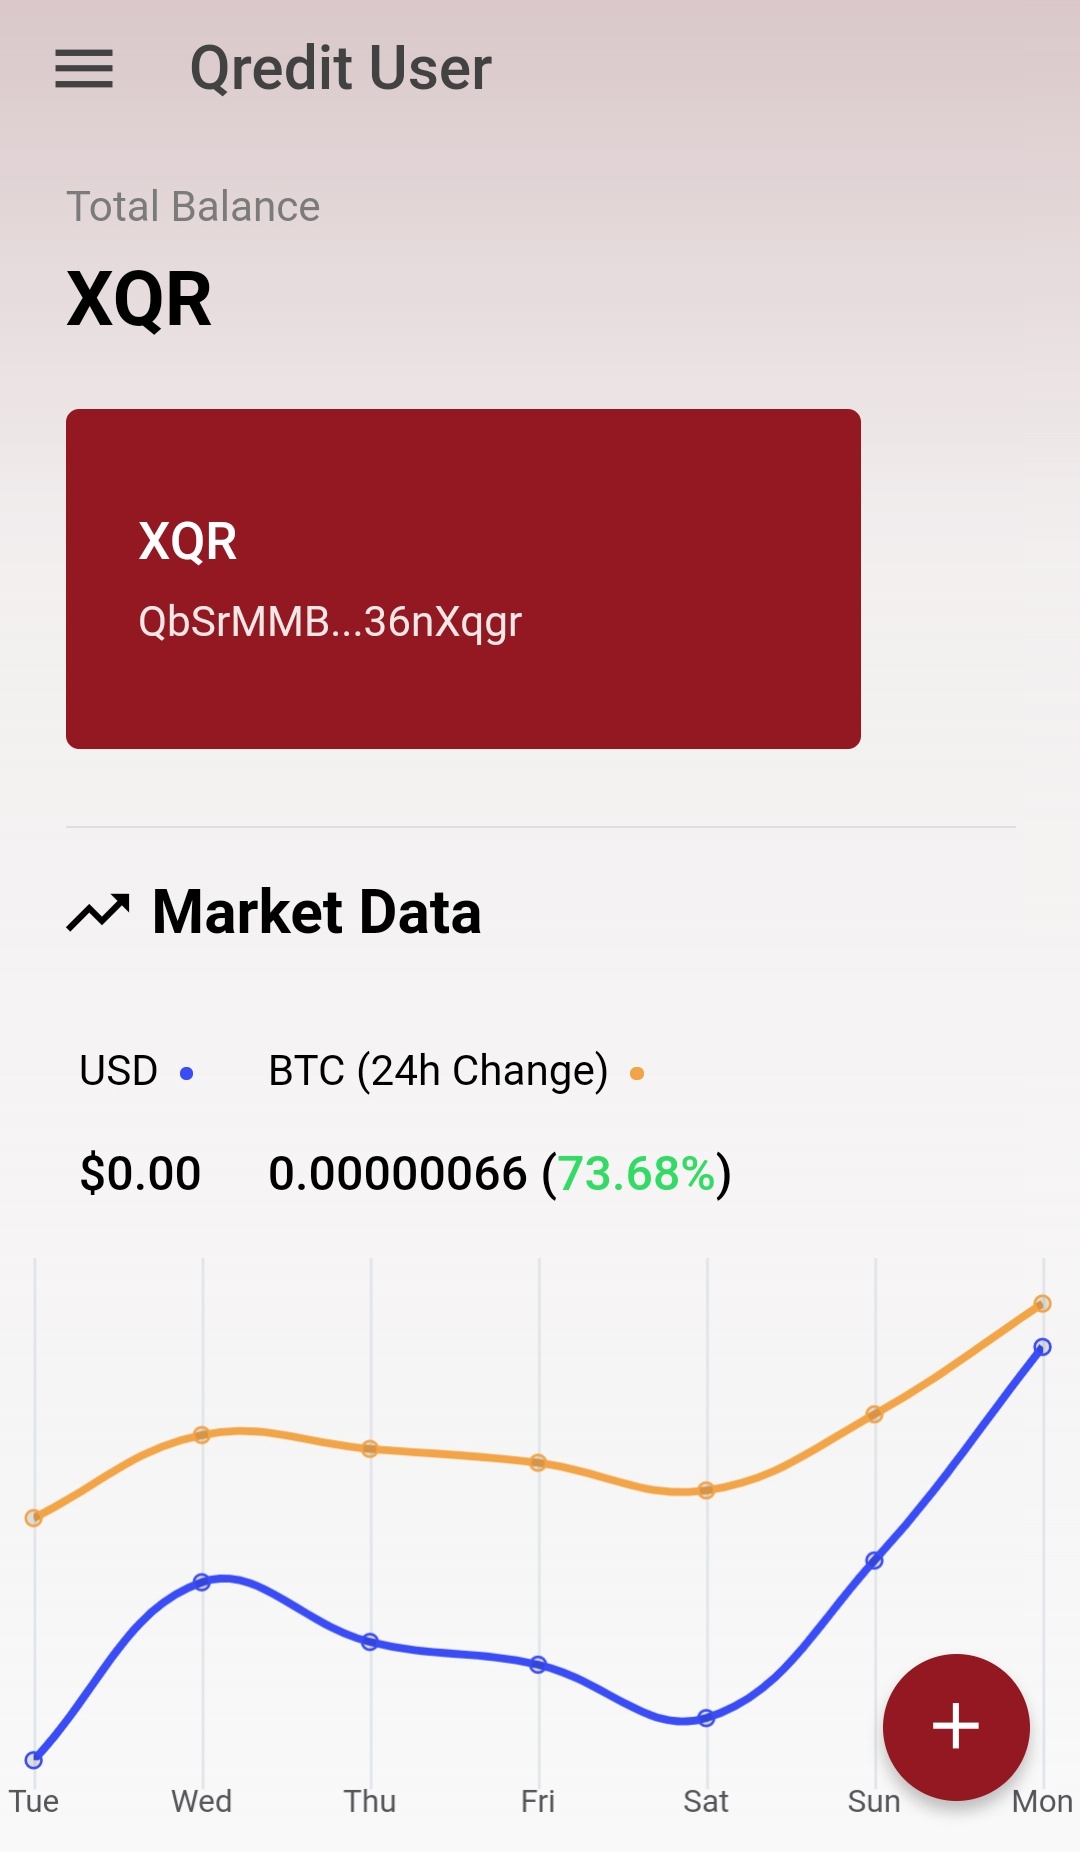 Qredit User
Total Balance
XQR
XQR
QbSrMMB...36nXqgr
Market Data
USD BTC (24h Change)
$0.00 0.00000066 (73.68%)
Tue Wed Thu Fri Sat Sun Mon